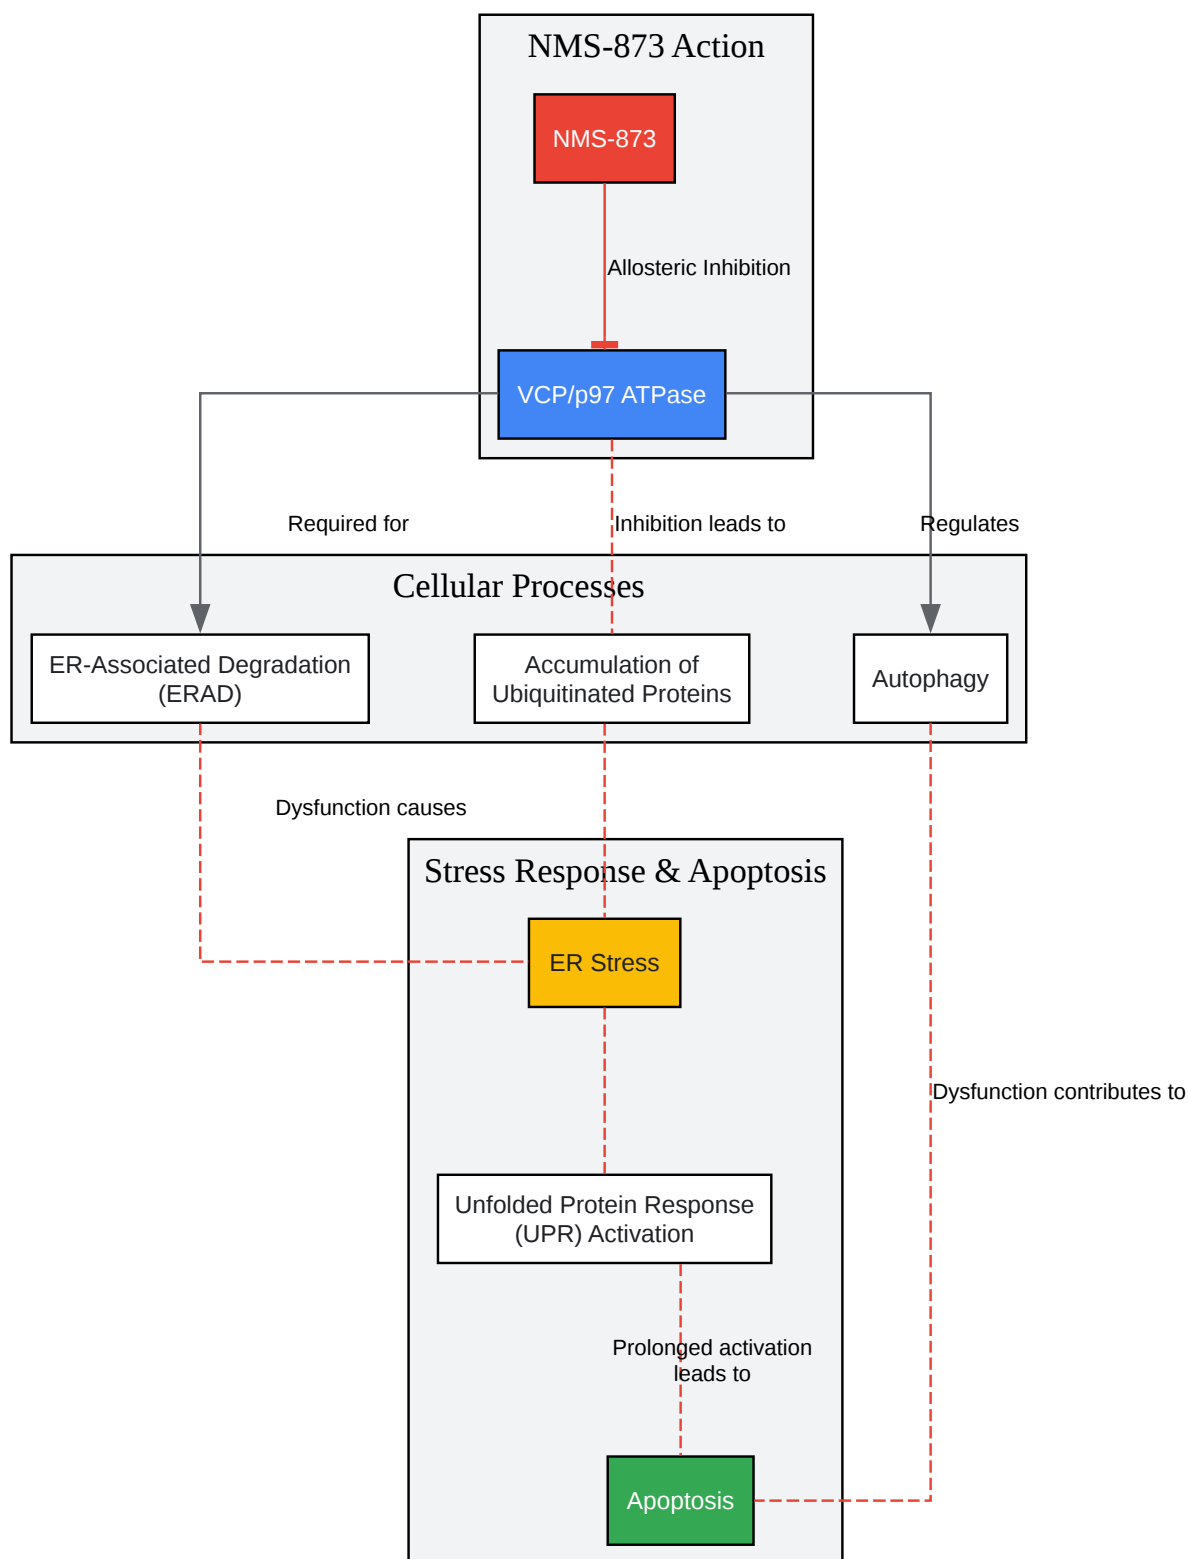 NMS-873 Action
NMS-873
Allosteric Inhibition
VCP/p97 ATPase
Required for
Inhibition leads to
Regulates
Cellular Processes
ER-Associated Degradation
(ERAD)
Accumulation of
Ubiquitinated Proteins
Autophagy
Dysfunction causes
Stress Response & Apoptosis
ER Stress
Dysfunction contributes to
Unfolded Protein Response
(UPR) Activation
Prolonged activation
leads to
Apoptosis